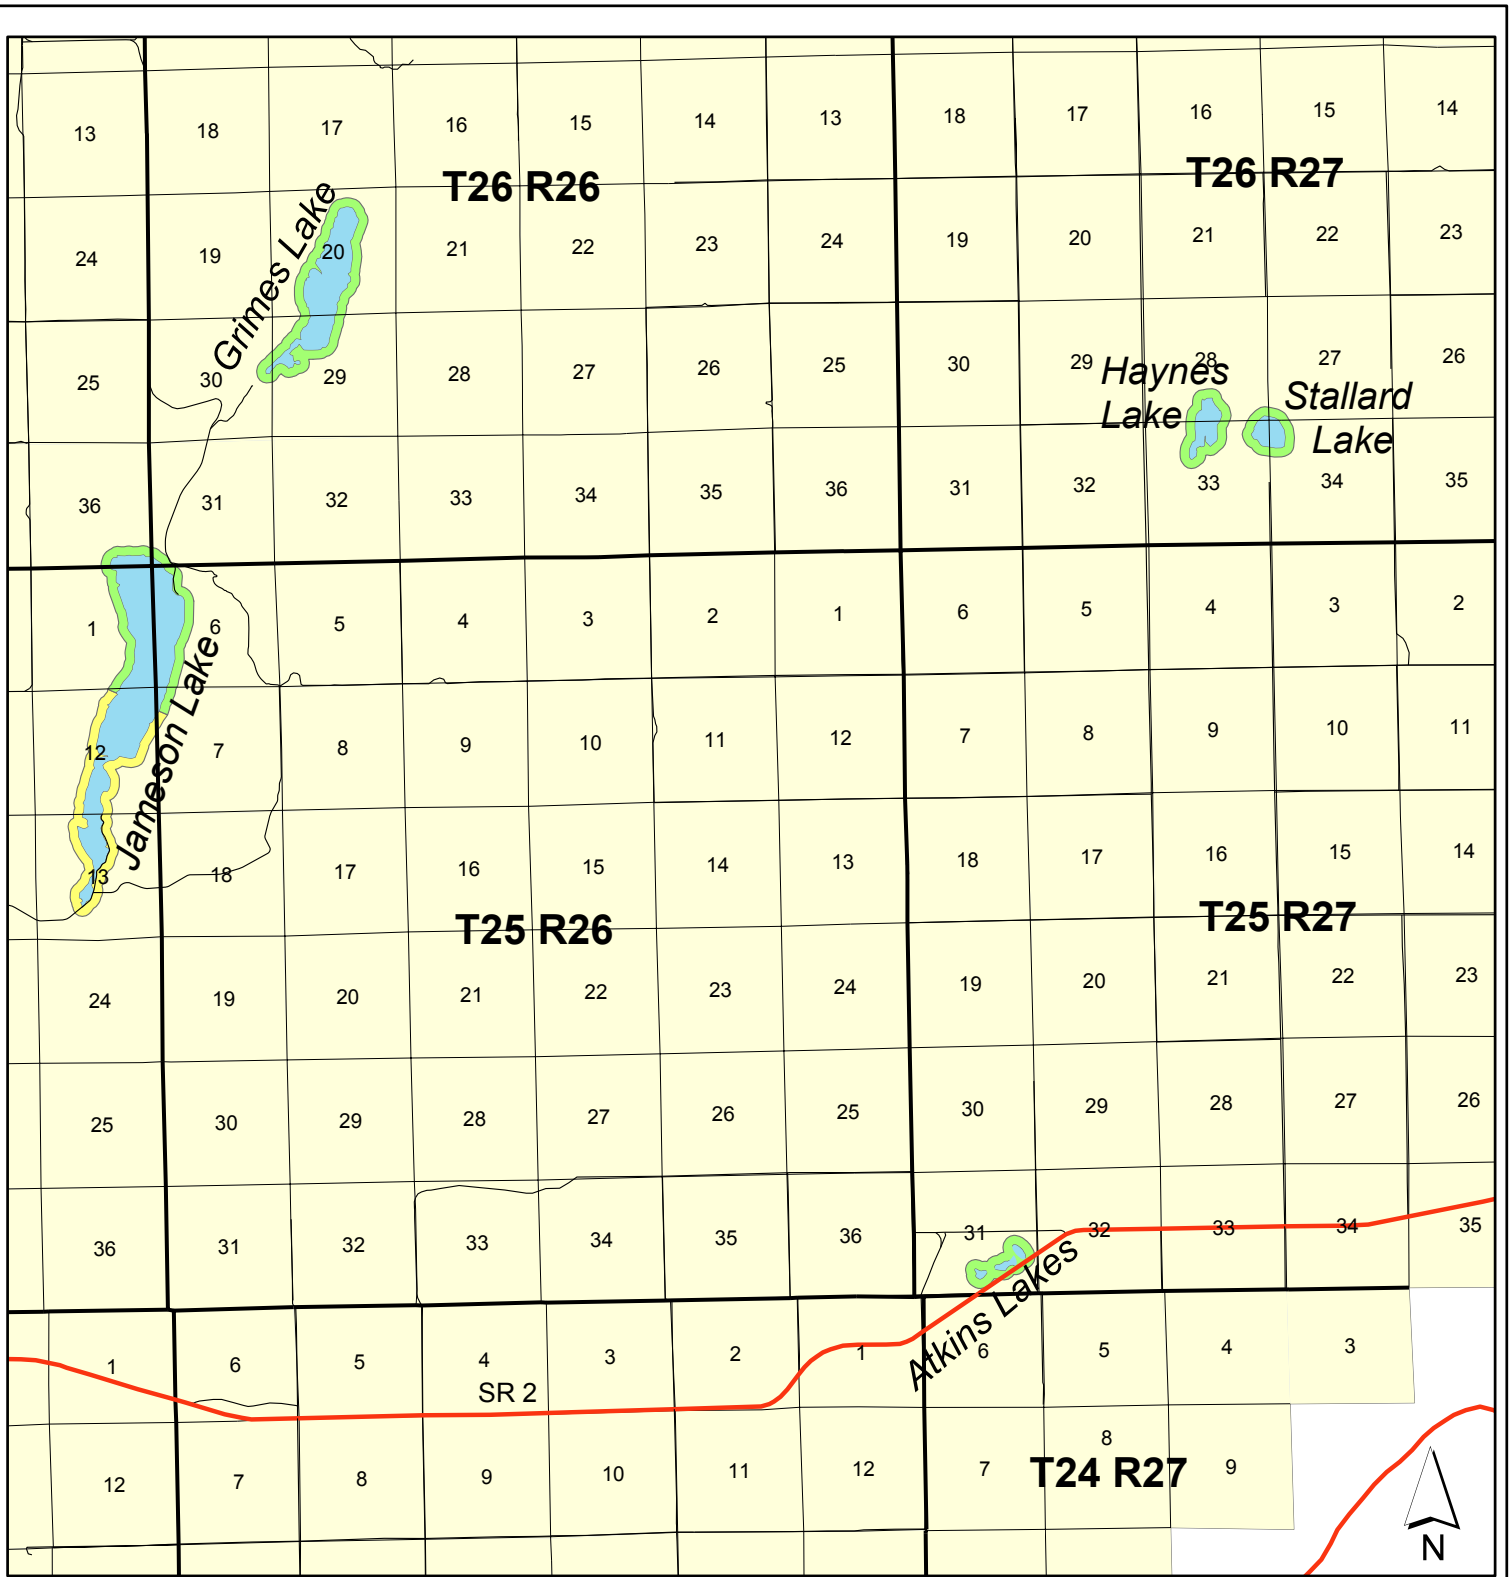 13 18 17 16 15 14 13 18 17 16 15 14
T26 R26 T26 R27
Grimes Lake
24 19 20 21 22 23 24 19 20 21 22 23
25 30 29 28 27 26 25 30 29 28 27 26
Haynes
Lake
Stallard
Lake
36 31 32 33 34 35 36 31 32 33 34 35
1 6 5 4 3 2 1 6 5 4 3 2
Jameson Lake
12 7 8 9 10 11 12 7 8 9 10 11
13 18 17 16 15 14 13 18 17 16 15 14
T25 R26 T25 R27
24 19 20 21 22 23 24 19 20 21 22 23
25 30 29 28 27 26 25 30 29 28 27 26
36 31 32 33 34 35 36 31 32 33 34 35
Atkins Lakes
1 6 5 4 3 2 1 6 5 4 3
SR 2
12 7 8 9 10 11 12 7 8 9
T24 R27
N